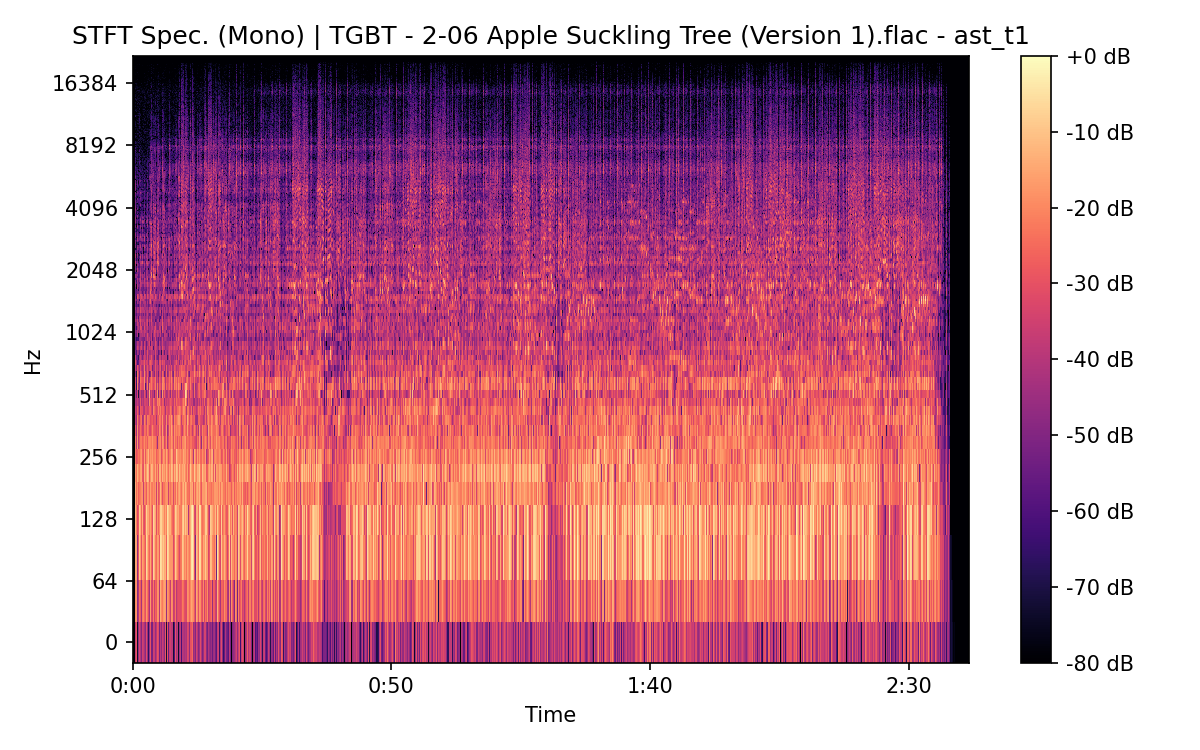 STFT Spec. (Mono) | TGBT - 2-06 Apple Suckling Tree (Version 1).flac - ast_t1
Hz
16384
8192
4096
2048
1024
512
256
128
64
0
0:00 0:50 1:40 2:30
Time
+0 dB
-10 dB
-20 dB
-30 dB
-40 dB
-50 dB
-60 dB
-70 dB
-80 dB